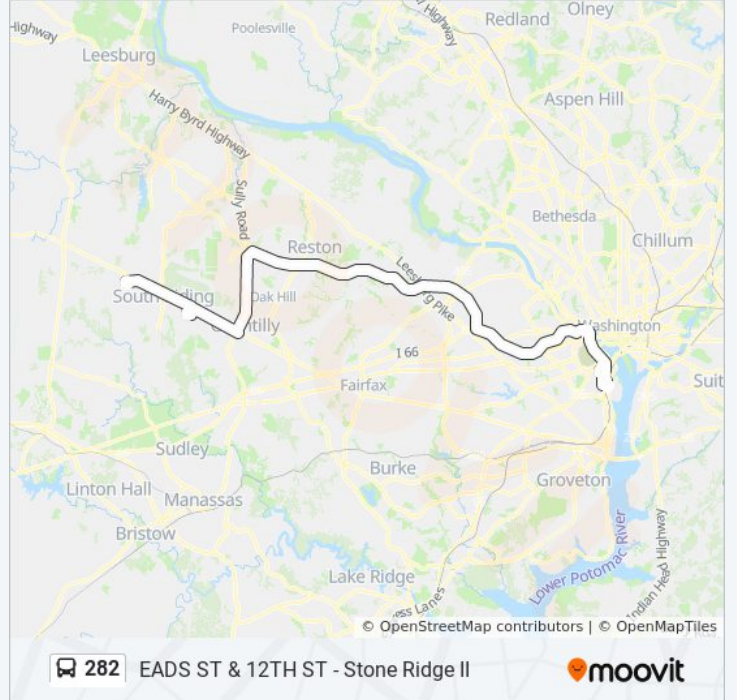 Highway
Highway
Redland
Olney
Poolesville
Leesburg
Aspen Hill
Harry Byrd Highway
Sully Road
Bethesda
Chillum
Reston
Leesburg Pike
South Riding
Oak Hill
Chantilly
Washington
I 66
Fairfax
Suit
Sudley
Burke
Groveton
Linton Hall
Manassas
Bristow
Lake Ridge
Lower Potomac River
Indian Head Highway
ess Lanes
© OpenStreetMap contributors | © OpenMapTiles
282 EADS ST & 12TH ST - Stone Ridge II
moovit